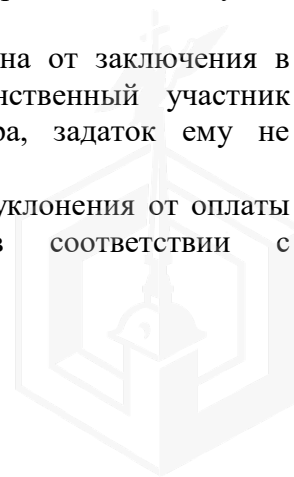 на от заключения в
нственный участник
ра, задаток ему не
уклонения от оплаты
в соответствии с